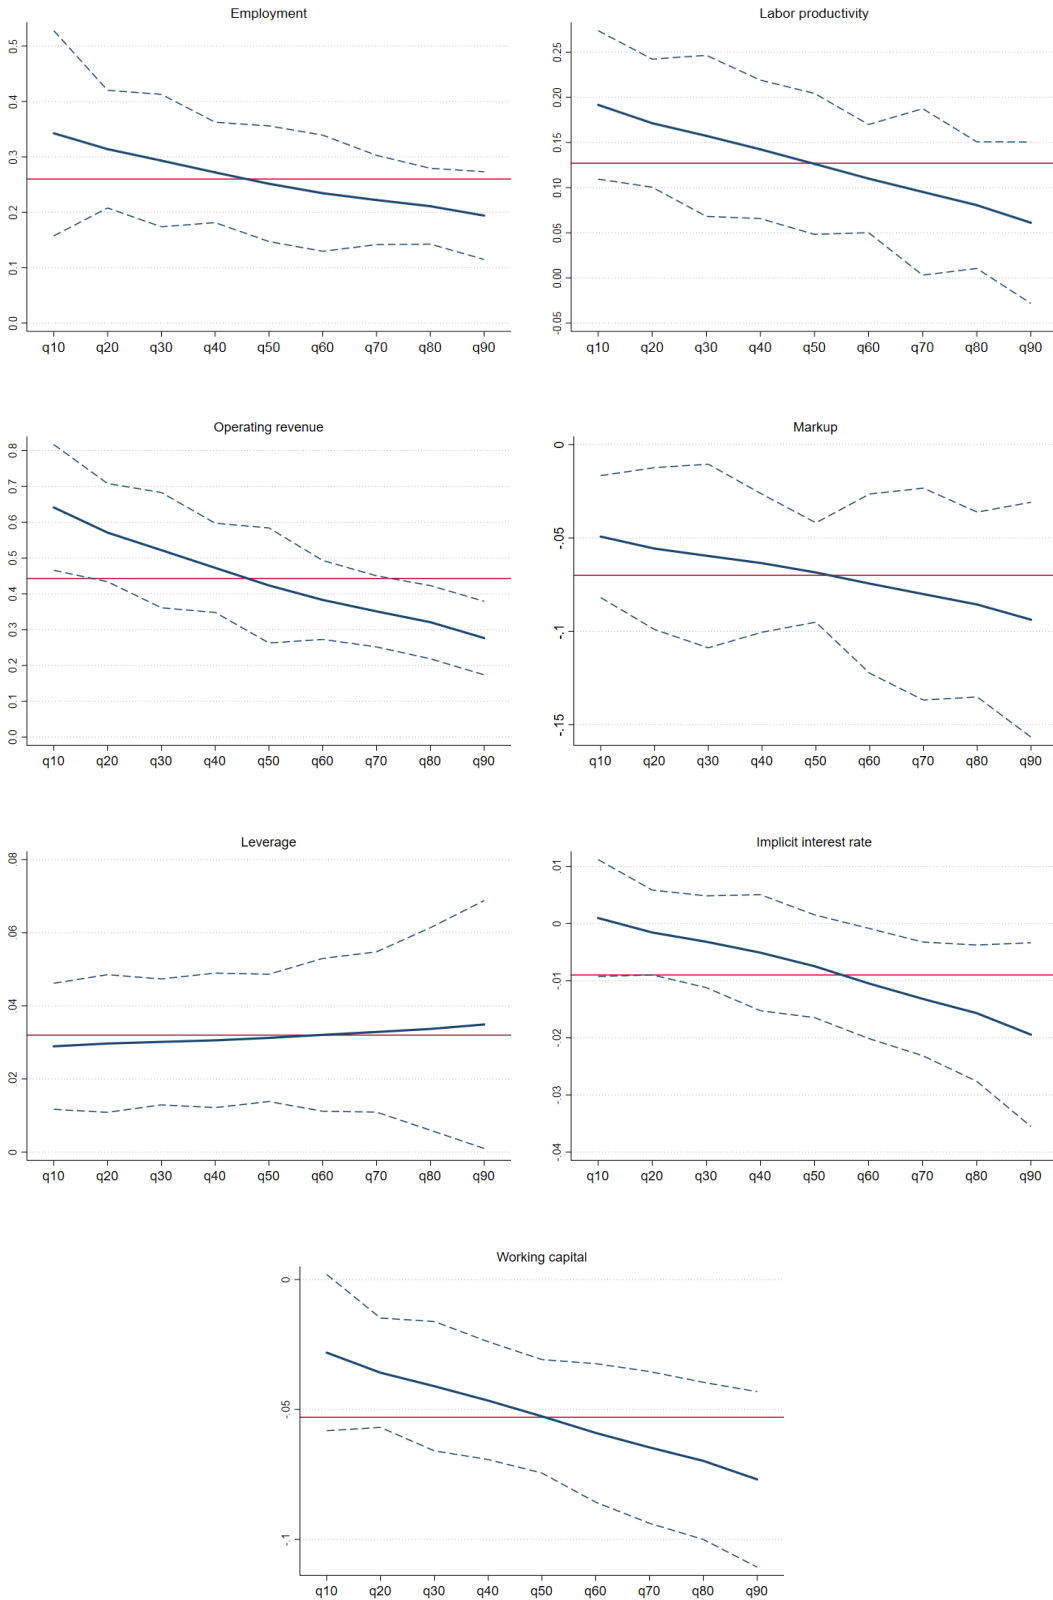 Employment
0.5
0.4
0.3
0.2
0.1
0.0
q10 q20 q30 q40 q50 q60 q70 q80 q90
Labor productivity
0.25
0.20
0.15
0.10
0.05
0.00
-0.05
q10 q20 q30 q40 q50 q60 q70 q80 q90
Operating revenue
0.8
0.7
0.6
0.5
0.4
0.3
0.2
0.1
0.0
q10 q20 q30 q40 q50 q60 q70 q80 q90
Markup
0
-.05
-.1
-.15
q10 q20 q30 q40 q50 q60 q70 q80 q90
Leverage
.08
.06
.04
.02
0
q10 q20 q30 q40 q50 q60 q70 q80 q90
Implicit interest rate
.01
0
-.01
-.02
-.03
-.04
q10 q20 q30 q40 q50 q60 q70 q80 q90
Working capital
0
-.05
-.1
q10 q20 q30 q40 q50 q60 q70 q80 q90